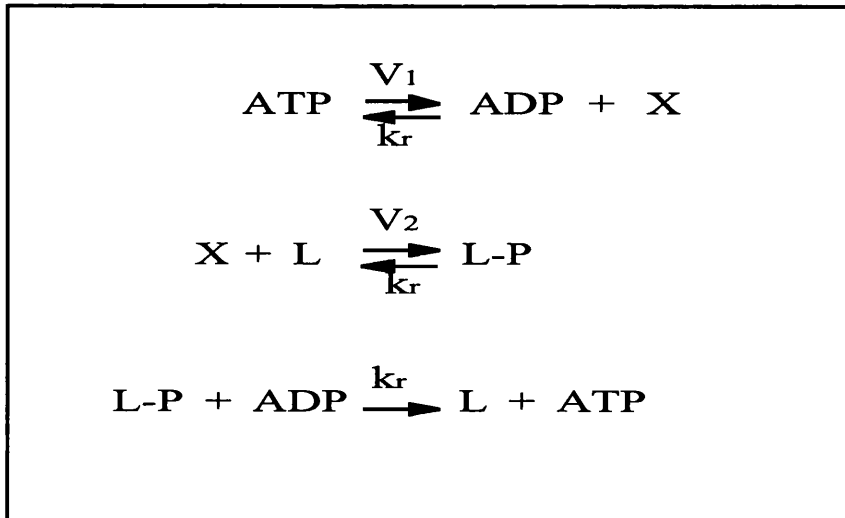 V1
ATP ⇌ ADP + X
kr
V2
X + L ⇌ L-P
kr
kr
L-P + ADP → L + ATP